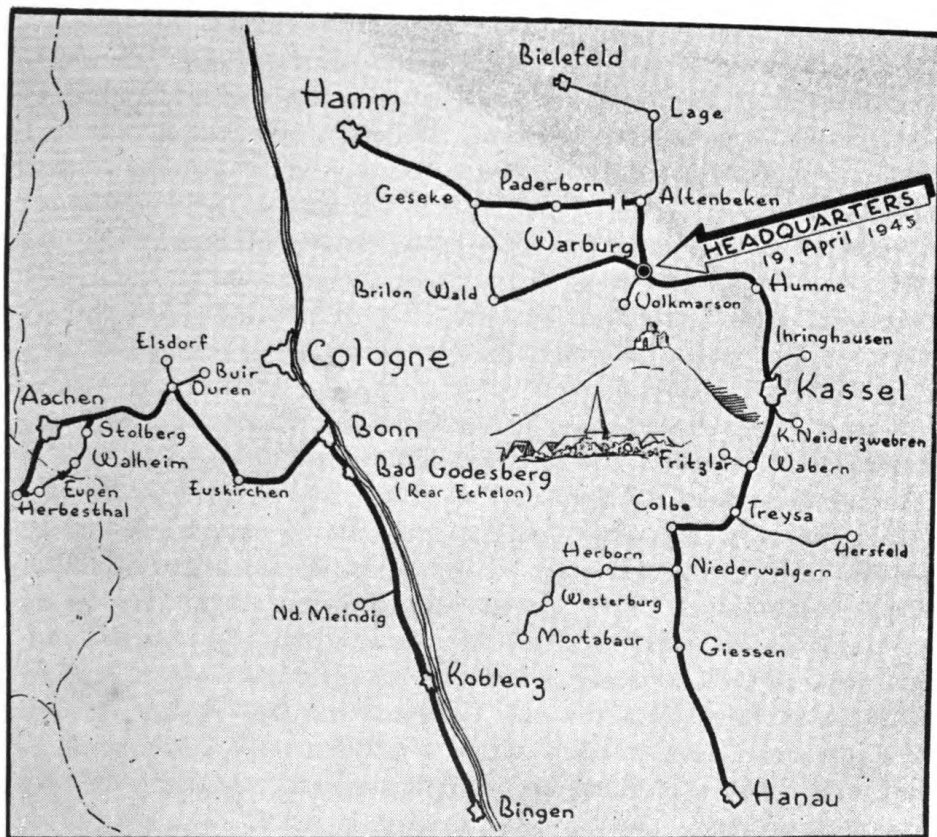 Bielefeld
Hamm
Lage
Geseke
Paderborn
Altenbeken
HEADQUARTERS
19, April 1945
Warburg
Brilon Wald
Volkmarson
Humme
Ihringhausen
Elsdorf
Cologne
Buir
Duren
Kassel
Aachen
Stolberg
Bonn
K. Neiderzwebren
Walheim
Bad Godesberg
(Rear Echelon)
Fritzlar
Wabern
Eupen
Herbesthal
Euskirchen
Colbe
Treysa
Hersfeld
Herborn
Niederwalgern
Westerburg
Nd. Meindig
Montabaur
Giessen
Koblenz
Bingen
Hanau